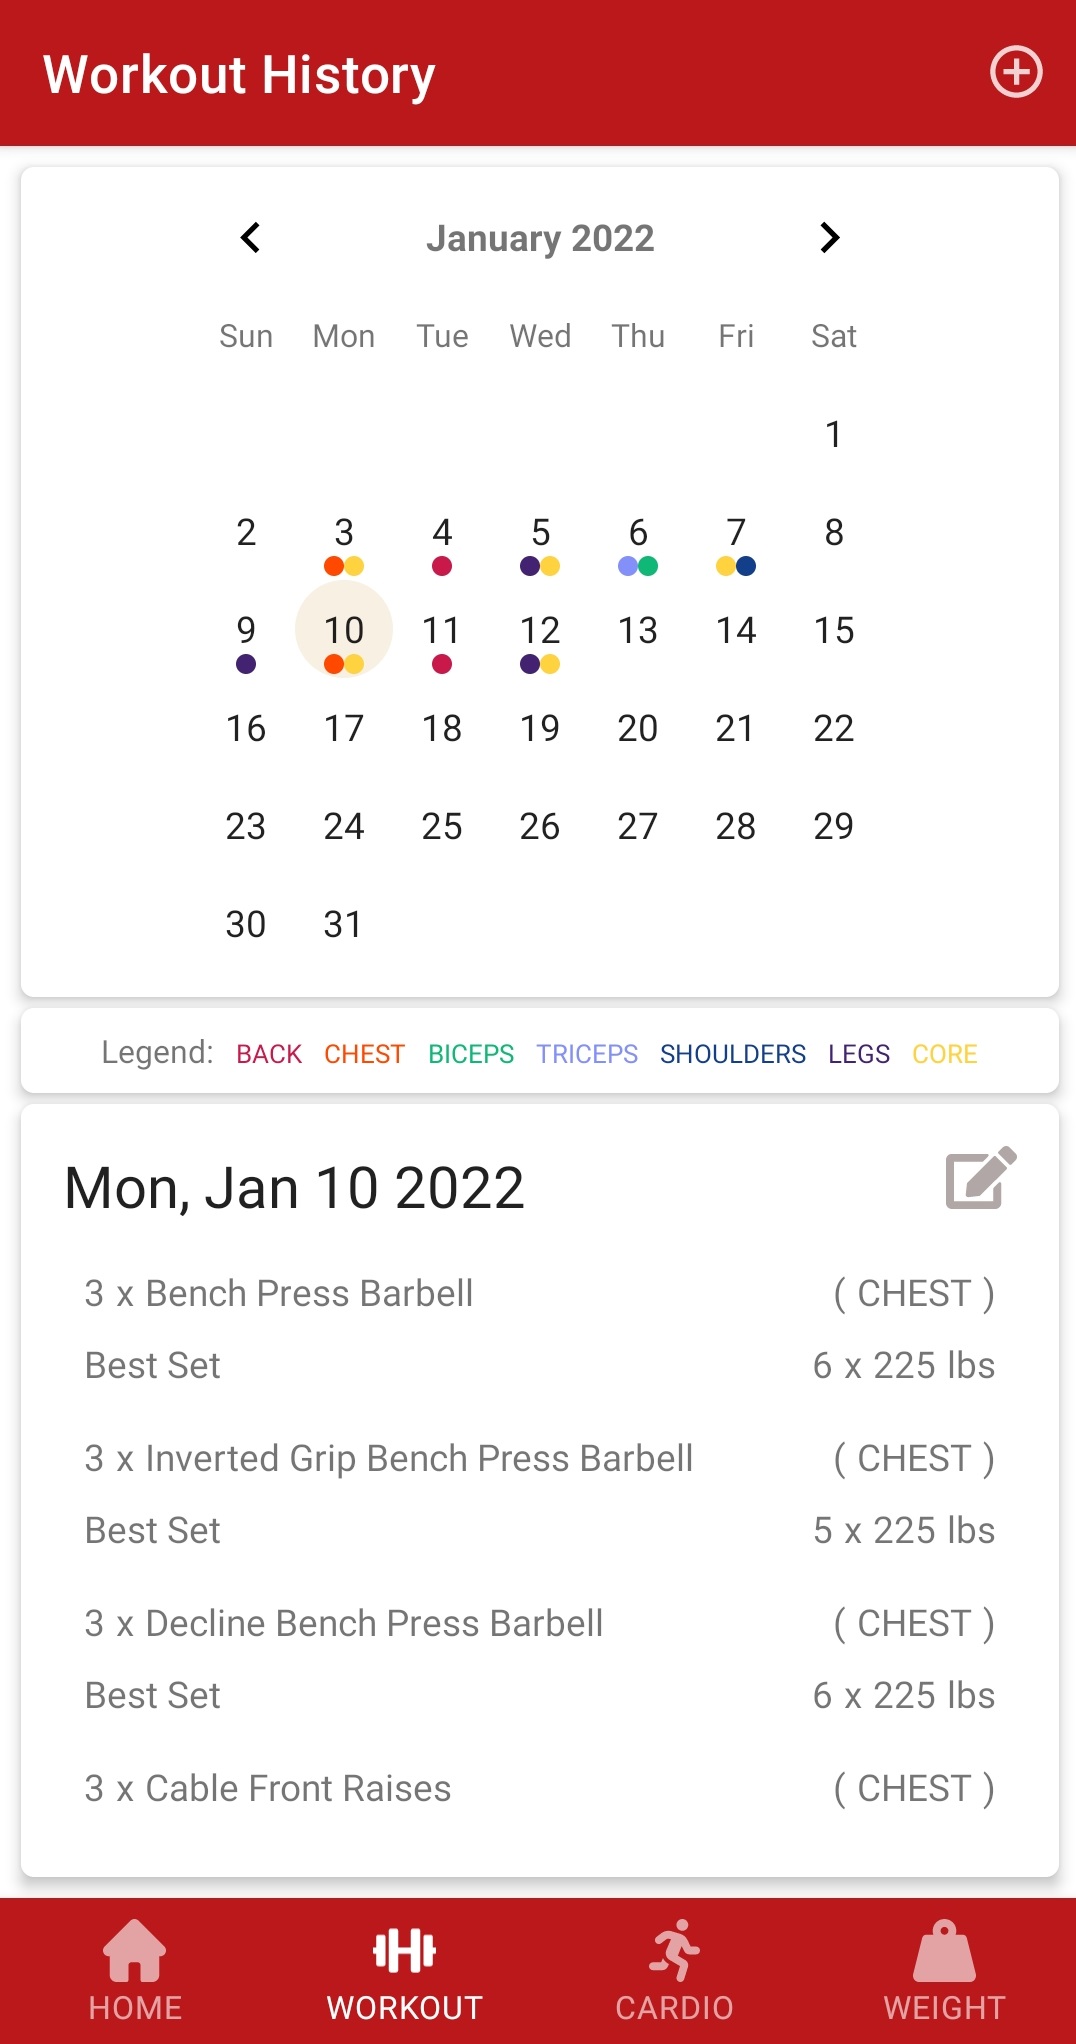 Workout History
January 2022
Sun Mon Tue Wed Thu Fri Sat
1
2 3 4 5 6 7 8
9 10 11 12 13 14 15
16 17 18 19 20 21 22
23 24 25 26 27 28 29
30 31
Legend: BACK CHEST BICEPS TRICEPS SHOULDERS LEGS CORE
Mon, Jan 10 2022
3 x Bench Press Barbell ( CHEST )
Best Set 6 x 225 lbs
3 x Inverted Grip Bench Press Barbell ( CHEST )
Best Set 5 x 225 lbs
3 x Decline Bench Press Barbell ( CHEST )
Best Set 6 x 225 lbs
3 x Cable Front Raises ( CHEST )
HOME WORKOUT CARDIO WEIGHT